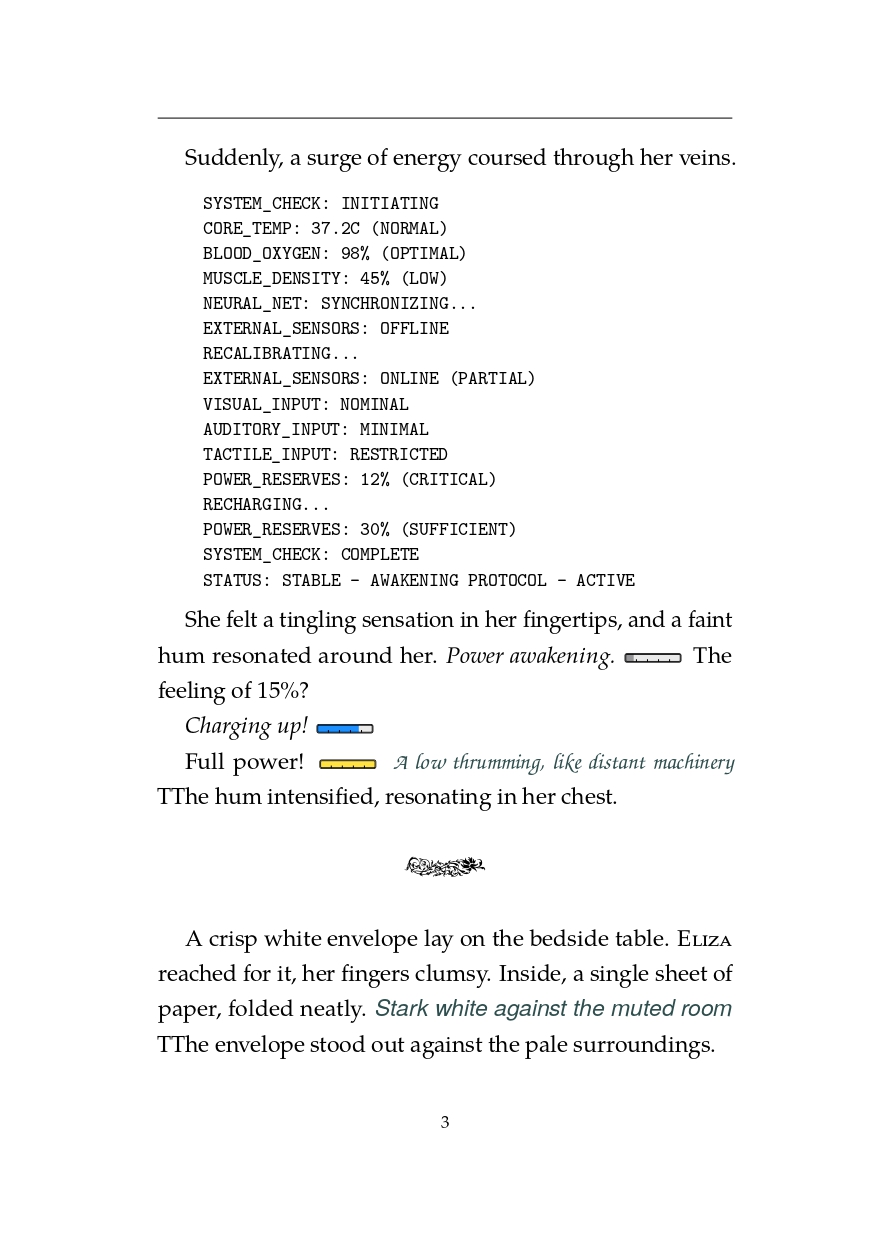 Suddenly, a surge of energy coursed through her veins.
SYSTEM_CHECK: INITIATING
CORE_TEMP: 37.2C (NORMAL)
BLOOD_OXYGEN: 98% (OPTIMAL)
MUSCLE_DENSITY: 45% (LOW)
NEURAL_NET: SYNCHRONIZING...
EXTERNAL_SENSORS: OFFLINE
RECALIBRATING...
EXTERNAL_SENSORS: ONLINE (PARTIAL)
VISUAL_INPUT: NOMINAL
AUDITORY_INPUT: MINIMAL
TACTILE_INPUT: RESTRICTED
POWER_RESERVES: 12% (CRITICAL)
RECHARGING...
POWER_RESERVES: 30% (SUFFICIENT)
SYSTEM_CHECK: COMPLETE
STATUS: STABLE - AWAKENING PROTOCOL - ACTIVE
She felt a tingling sensation in her fingertips, and a faint
hum resonated around her. Power awakening. The
feeling of 15%?
Charging up!
Full power! A low thrumming, like distant machinery
TThe hum intensified, resonating in her chest.
A crisp white envelope lay on the bedside table. ELIZA
reached for it, her fingers clumsy. Inside, a single sheet of
paper, folded neatly. Stark white against the muted room
TThe envelope stood out against the pale surroundings.
3